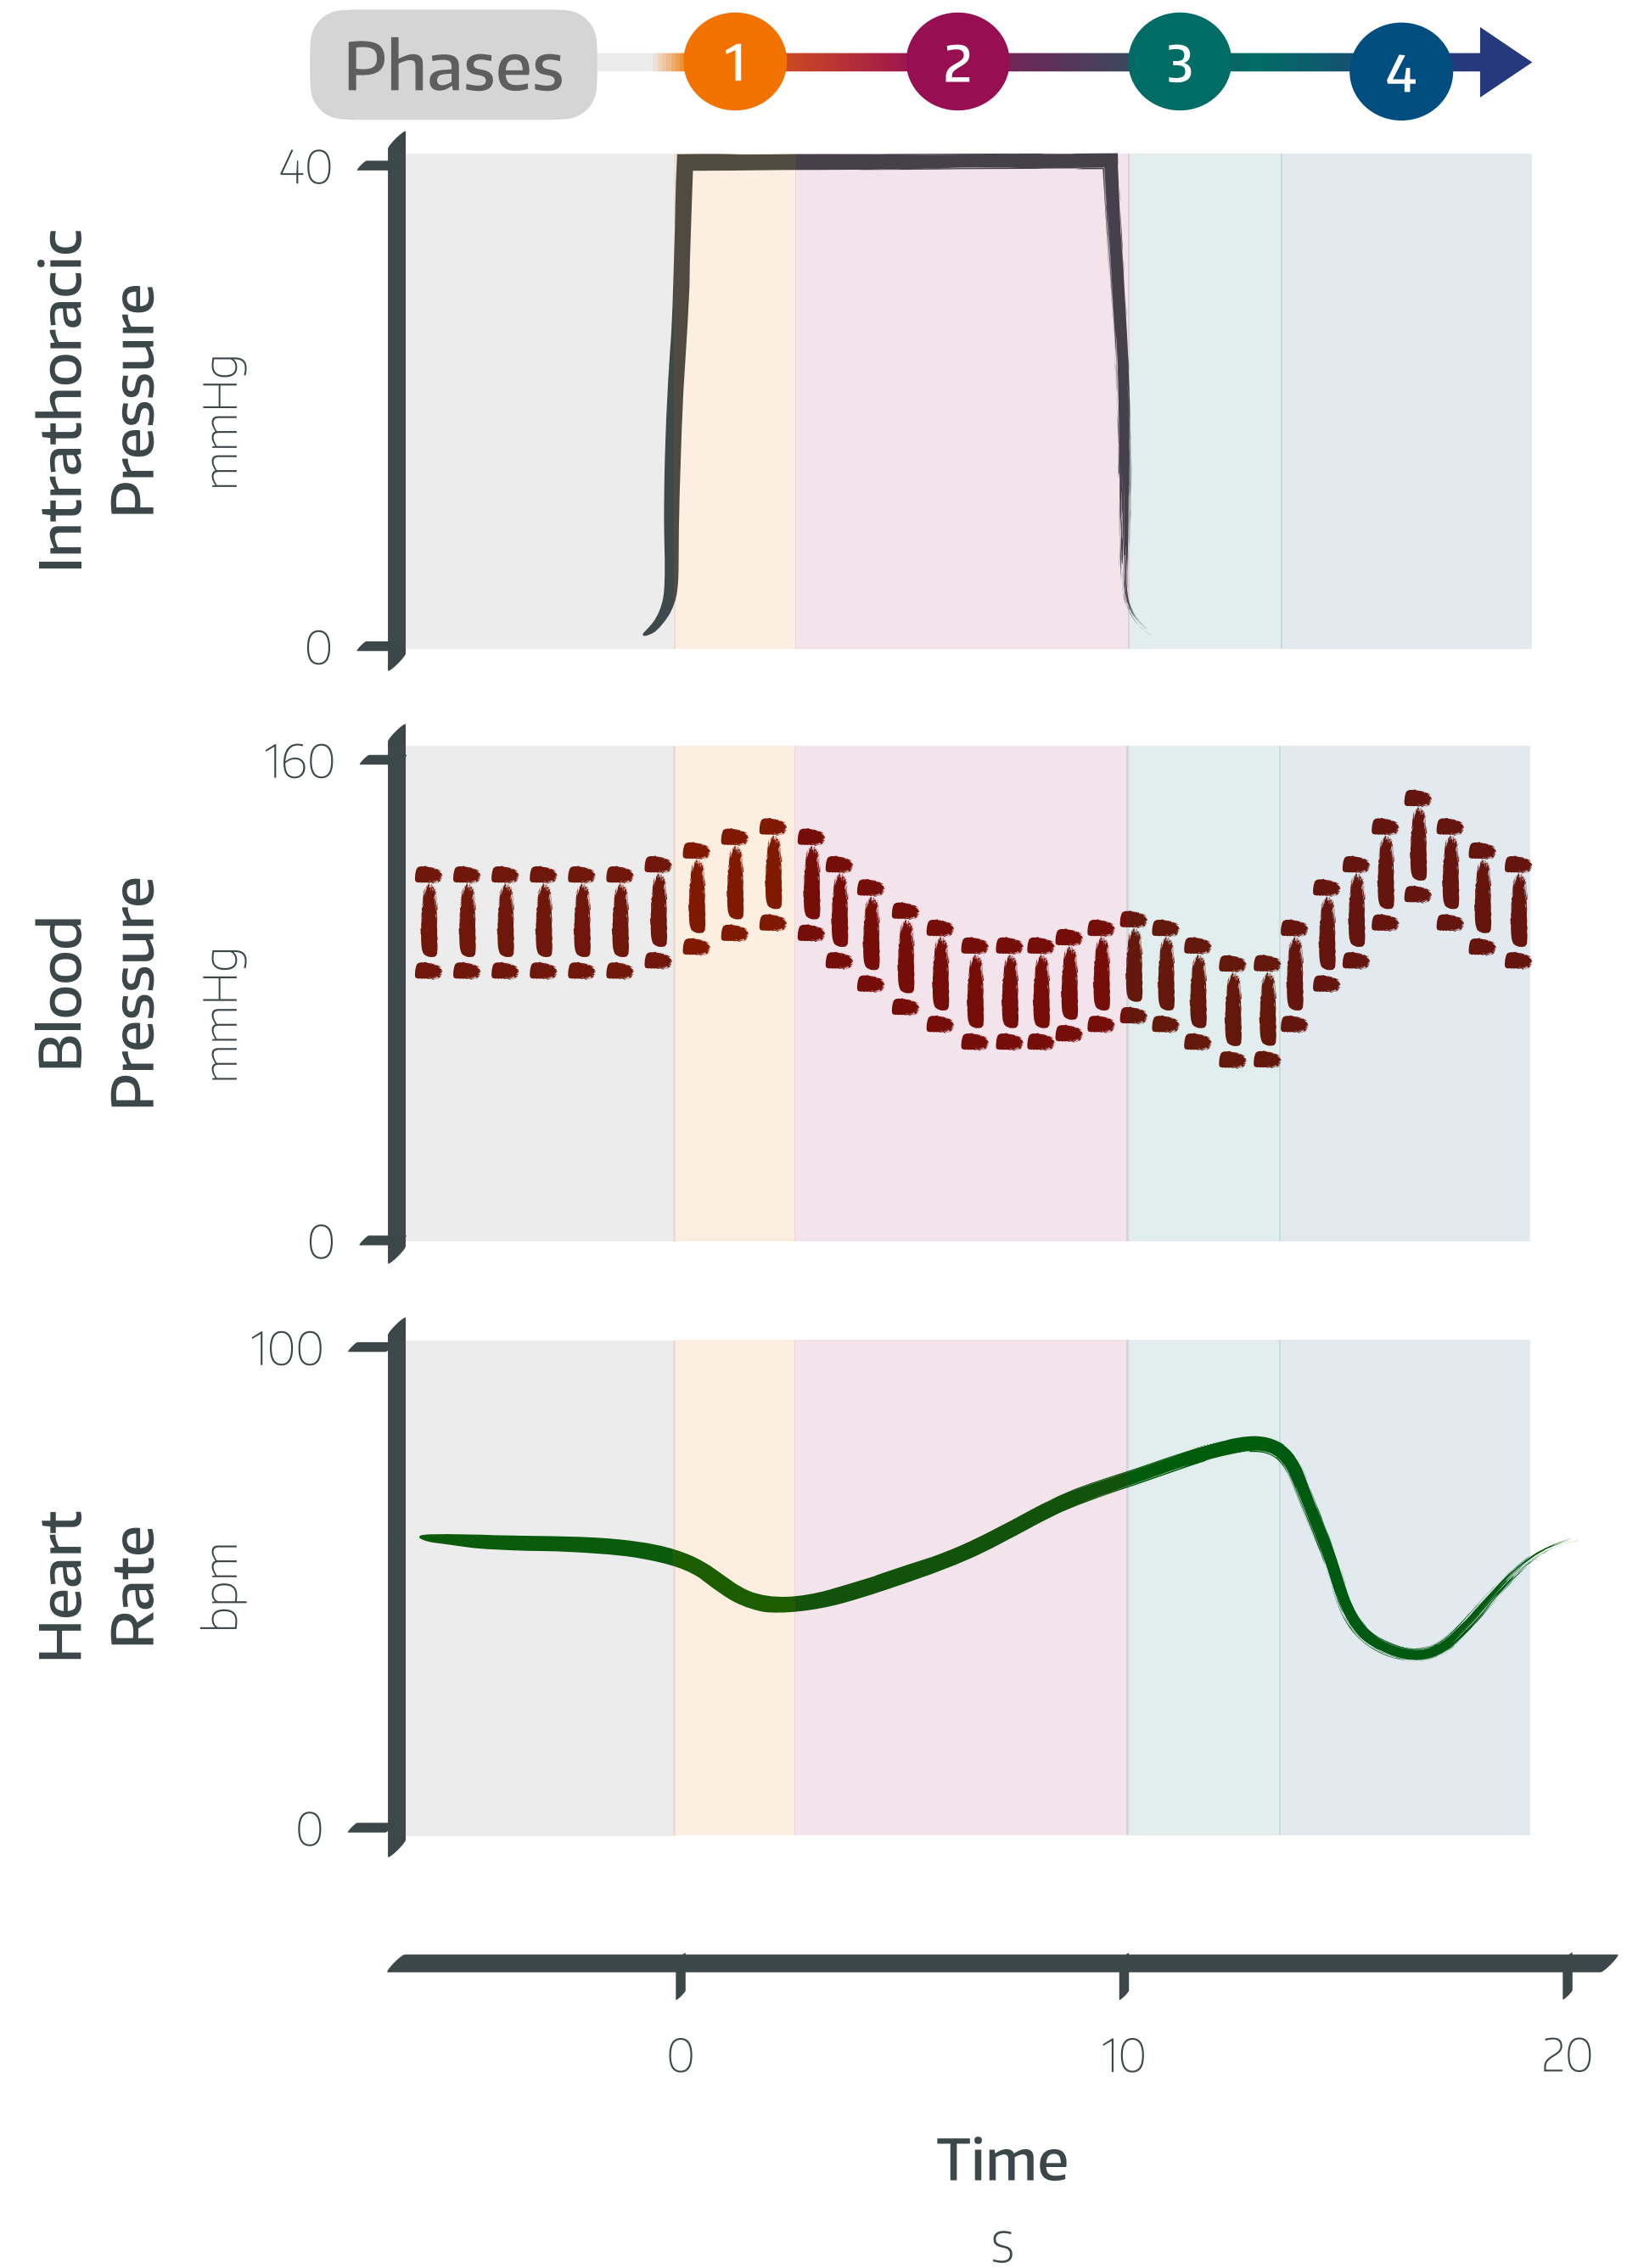 Phases
1
2
3
4
Intrathoracic
Pressure
mmHg
40
0
Blood
Pressure
mmHg
160
0
Heart
Rate
bpm
100
0
0
10
20
Time
s